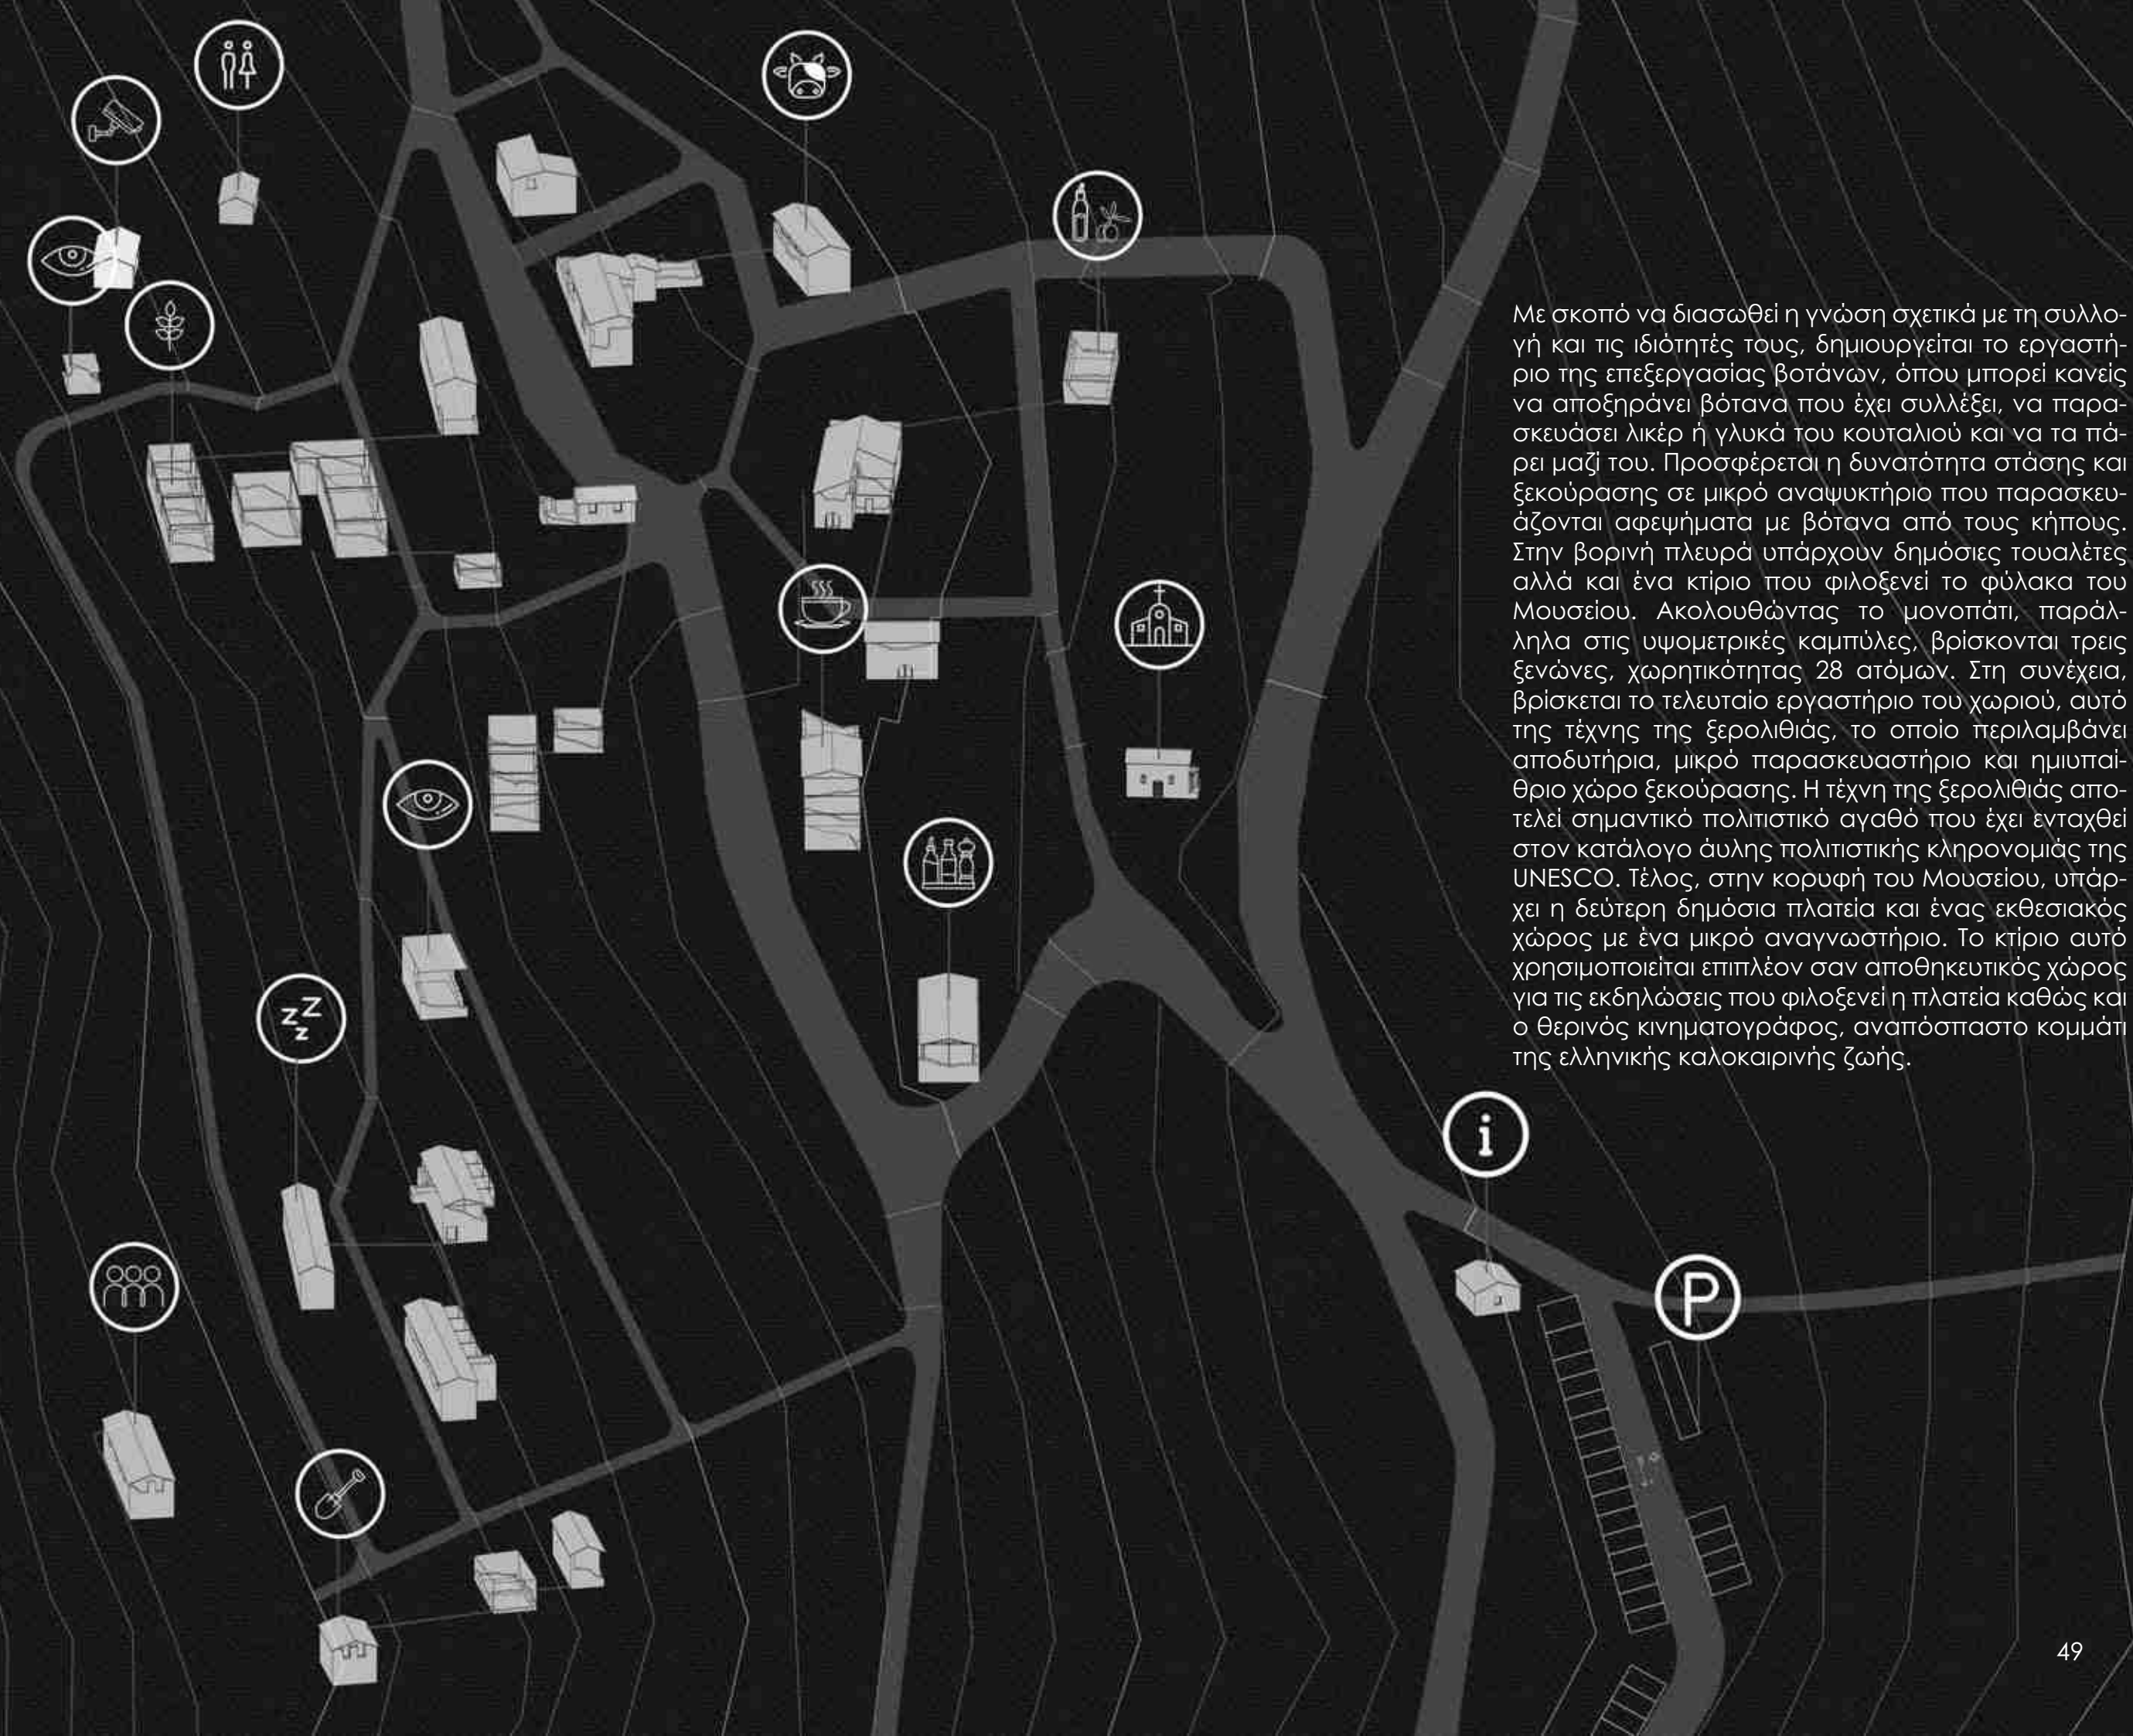 Με σκοπό να διασωθεί η γνώση σχετικά με τη συλλο-
γή και τις ιδιότητές τους, δημιουργείται το εργαστή-
ριο της επεξεργασίας βοτάνων, όπου μπορεί κανείς
να αποξηράνει βότανα που έχει συλλέξει, να παρα-
σκευάσει λικέρ ή γλυκά του κουταλιού και να τα πά-
ρει μαζί του. Προσφέρεται η δυνατότητα στάσης και
ξεκούρασης σε μικρό αναψυκτήριο που παρασκευ-
άζονται αφεψήματα με βότανα από τους κήπους.
Στην βορινή πλευρά υπάρχουν δημόσιες τουαλέτες
αλλά και ένα κτίριο που φιλοξενεί το φύλακα του
Μουσείου. Ακολουθώντας το μονοπάτι, παράλ-
ληλα στις υψομετρικές καμπύλες, βρίσκονται τρεις
ξενώνες, χωρητικότητας 28 ατόμων. Στη συνέχεια,
βρίσκεται το τελευταίο εργαστήριο του χωριού, αυτό
της τέχνης της ξερολιθιάς, το οποίο περιλαμβάνει
αποδυτήρια, μικρό παρασκευαστήριο και ημιυπαί-
θριο χώρο ξεκούρασης. Η τέχνη της ξερολιθιάς απο-
τελεί σημαντικό πολιτιστικό αγαθό που έχει ενταχθεί
στον κατάλογο άυλης πολιτιστικής κληρονομιάς της
UNESCO. Τέλος, στην κορυφή του Μουσείου, υπάρ-
χει η δεύτερη δημόσια πλατεία και ένας εκθεσιακός
χώρος με ένα μικρό αναγνωστήριο. Το κτίριο αυτό
χρησιμοποιείται επιπλέον σαν αποθηκευτικός χώρος
για τις εκδηλώσεις που φιλοξενεί η πλατεία καθώς και
ο θερινός κινηματογράφος, αναπόσπαστο κομμάτι
της ελληνικής καλοκαιρινής ζωής.
z z z
i
P
49